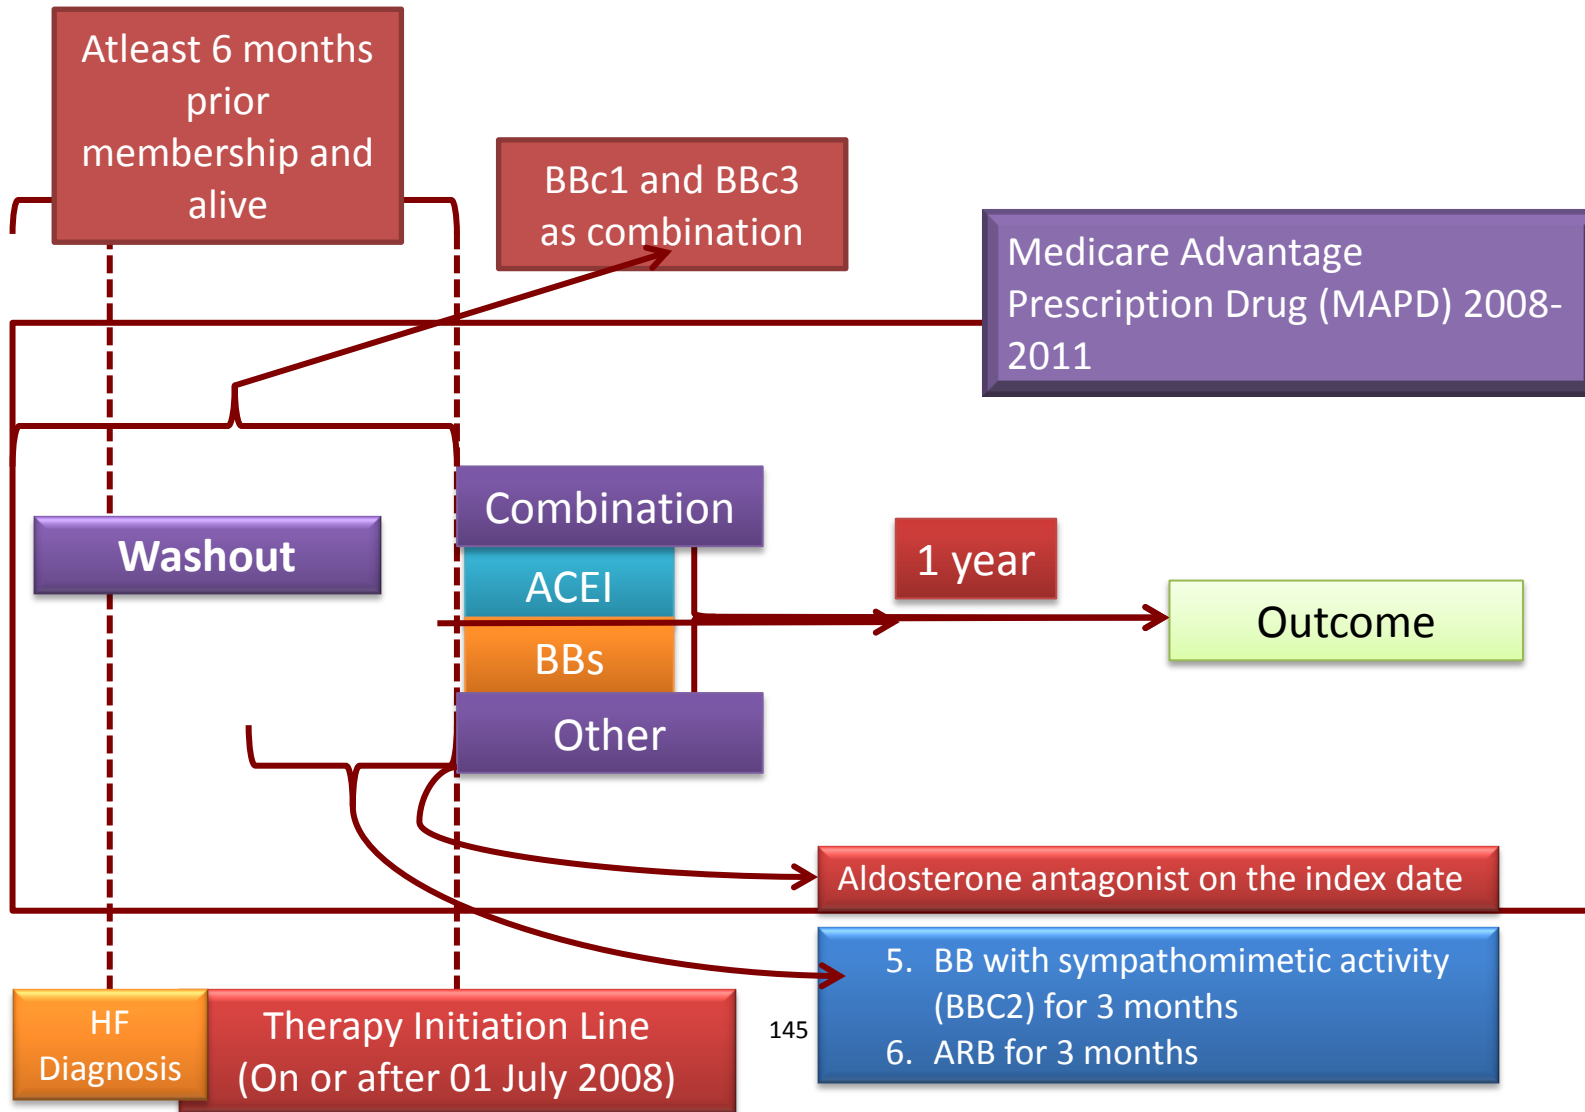 Atleast 6 months
prior
membership and
alive
BBc1 and BBc3
as combination
Medicare Advantage
Prescription Drug (MAPD) 2008-
2011
Combination
Washout
ACEI
1 year
BBs
Outcome
Other
Aldosterone antagonist on the index date
5. BB with sympathomimetic activity
(BBC2) for 3 months
6. ARB for 3 months
HF
Diagnosis
Therapy Initiation Line
(On or after 01 July 2008)
145